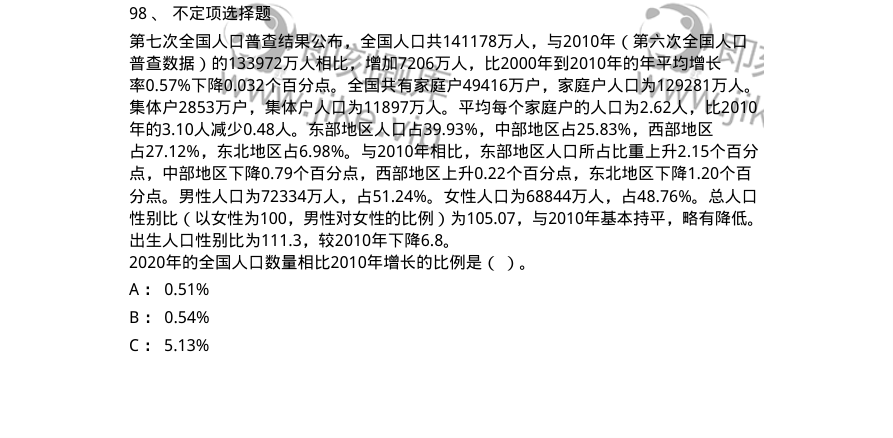 98 、 不定项选择题
第七次全国人口普查结果公布，全国人口共141178万人，与2010年（第六次全国人口
普查数据）的133972万人相比，增加7206万人，比2000年到2010年的年平均增长
率0.57%下降0.032个百分点。全国共有家庭户49416万户，家庭户人口为129281万人。
集体户2853万户，集体户人口为11897万人。平均每个家庭户的人口为2.62人，比2010
年的3.10人减少0.48人。东部地区人口占39.93%，中部地区占25.83%，西部地区
占27.12%，东北地区占6.98%。与2010年相比，东部地区人口所占比重上升2.15个百分
点，中部地区下降0.79个百分点，西部地区上升0.22个百分点，东北地区下降1.20个百
分点。男性人口为72334万人，占51.24%。女性人口为68844万人，占48.76%。总人口
性别比（以女性为100，男性对女性的比例）为105.07，与2010年基本持平，略有降低。
出生人口性别比为111.3，较2010年下降6.8。
2020年的全国人口数量相比2010年增长的比例是（ ）。
A ： 0.51%
B ： 0.54%
C ： 5.13%